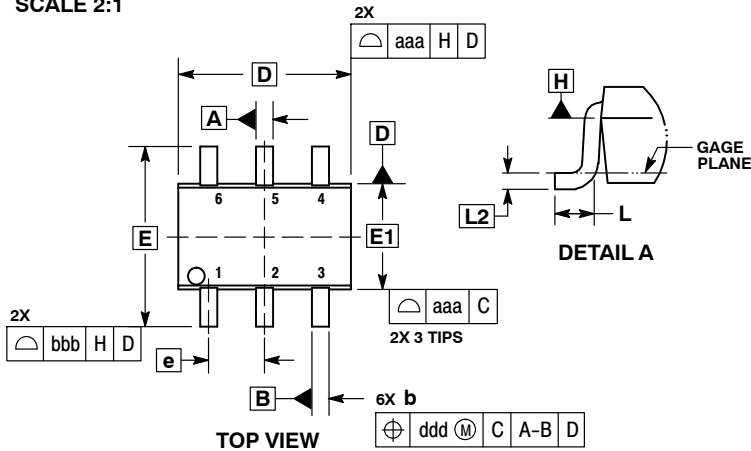 SCALE 2:1
2X
aaa H D
D
A
D
H
GAGE
PLANE
6 5 4
E
E1
L2
L
DETAIL A
1 2 3
aaa C
2X 3 TIPS
2X
bbb H D
e
B
6X b
ddd Ⓜ C A-B D
TOP VIEW